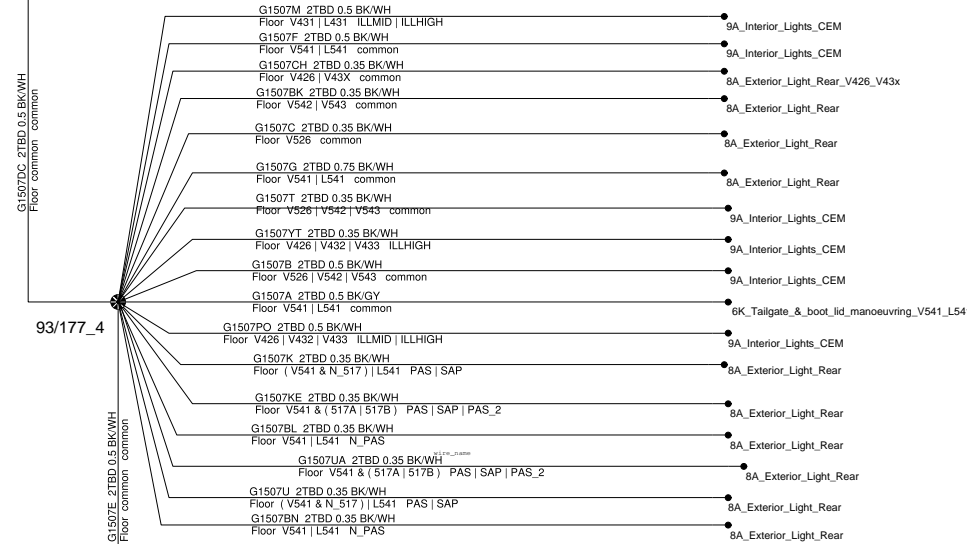 G1507M 2TBD 0.5 BK/WH
Floor V431 | L431 ILLMID | ILLHIGH
9A_Interior_Lights_CEM
G1507F 2TBD 0.5 BK/WH
Floor V541 | L541 common
9A_Interior_Lights_CEM
G1507CH 2TBD 0.35 BK/WH
Floor V426 | V43X common
8A_Exterior_Light_Rear_V426_V43x
G1507BK 2TBD 0.35 BK/WH
Floor V542 | V543 common
8A_Exterior_Light_Rear
G1507C 2TBD 0.35 BK/WH
Floor V526 common
8A_Exterior_Light_Rear
G1507G 2TBD 0.75 BK/WH
Floor V541 | L541 common
8A_Exterior_Light_Rear
G1507T 2TBD 0.35 BK/WH
Floor V526 | V542 | V543 common
9A_Interior_Lights_CEM
G1507YT 2TBD 0.35 BK/WH
Floor V426 | V432 | V433 ILLHIGH
9A_Interior_Lights_CEM
G1507B 2TBD 0.5 BK/WH
Floor V526 | V542 | V543 common
9A_Interior_Lights_CEM
G1507A 2TBD 0.5 BK/GY
Floor V541 | L541 common
6K_Tailgate_&_boot_lid_manoeuvring_V541_L54
G1507PO 2TBD 0.5 BK/WH
Floor V426 | V432 | V433 ILLMID | ILLHIGH
9A_Interior_Lights_CEM
G1507K 2TBD 0.35 BK/WH
Floor ( V541 & N_517 ) | L541 PAS | SAP
8A_Exterior_Light_Rear
G1507KE 2TBD 0.35 BK/WH
Floor V541 & ( 517A | 517B ) PAS | SAP | PAS_2
8A_Exterior_Light_Rear
G1507BL 2TBD 0.35 BK/WH
Floor V541 | L541 N_PAS
8A_Exterior_Light_Rear
wire_name
G1507UA 2TBD 0.35 BK/WH
Floor V541 & ( 517A | 517B ) PAS | SAP | PAS_2
8A_Exterior_Light_Rear
G1507U 2TBD 0.35 BK/WH
Floor ( V541 & N_517 ) | L541 PAS | SAP
8A_Exterior_Light_Rear
G1507BN 2TBD 0.35 BK/WH
Floor V541 | L541 N_PAS
8A_Exterior_Light_Rear
G1507DC 2TBD 0.5 BK/WH
Floor common common
93/177_4
G1507E 2TBD 0.5 BK/WH
Floor common common